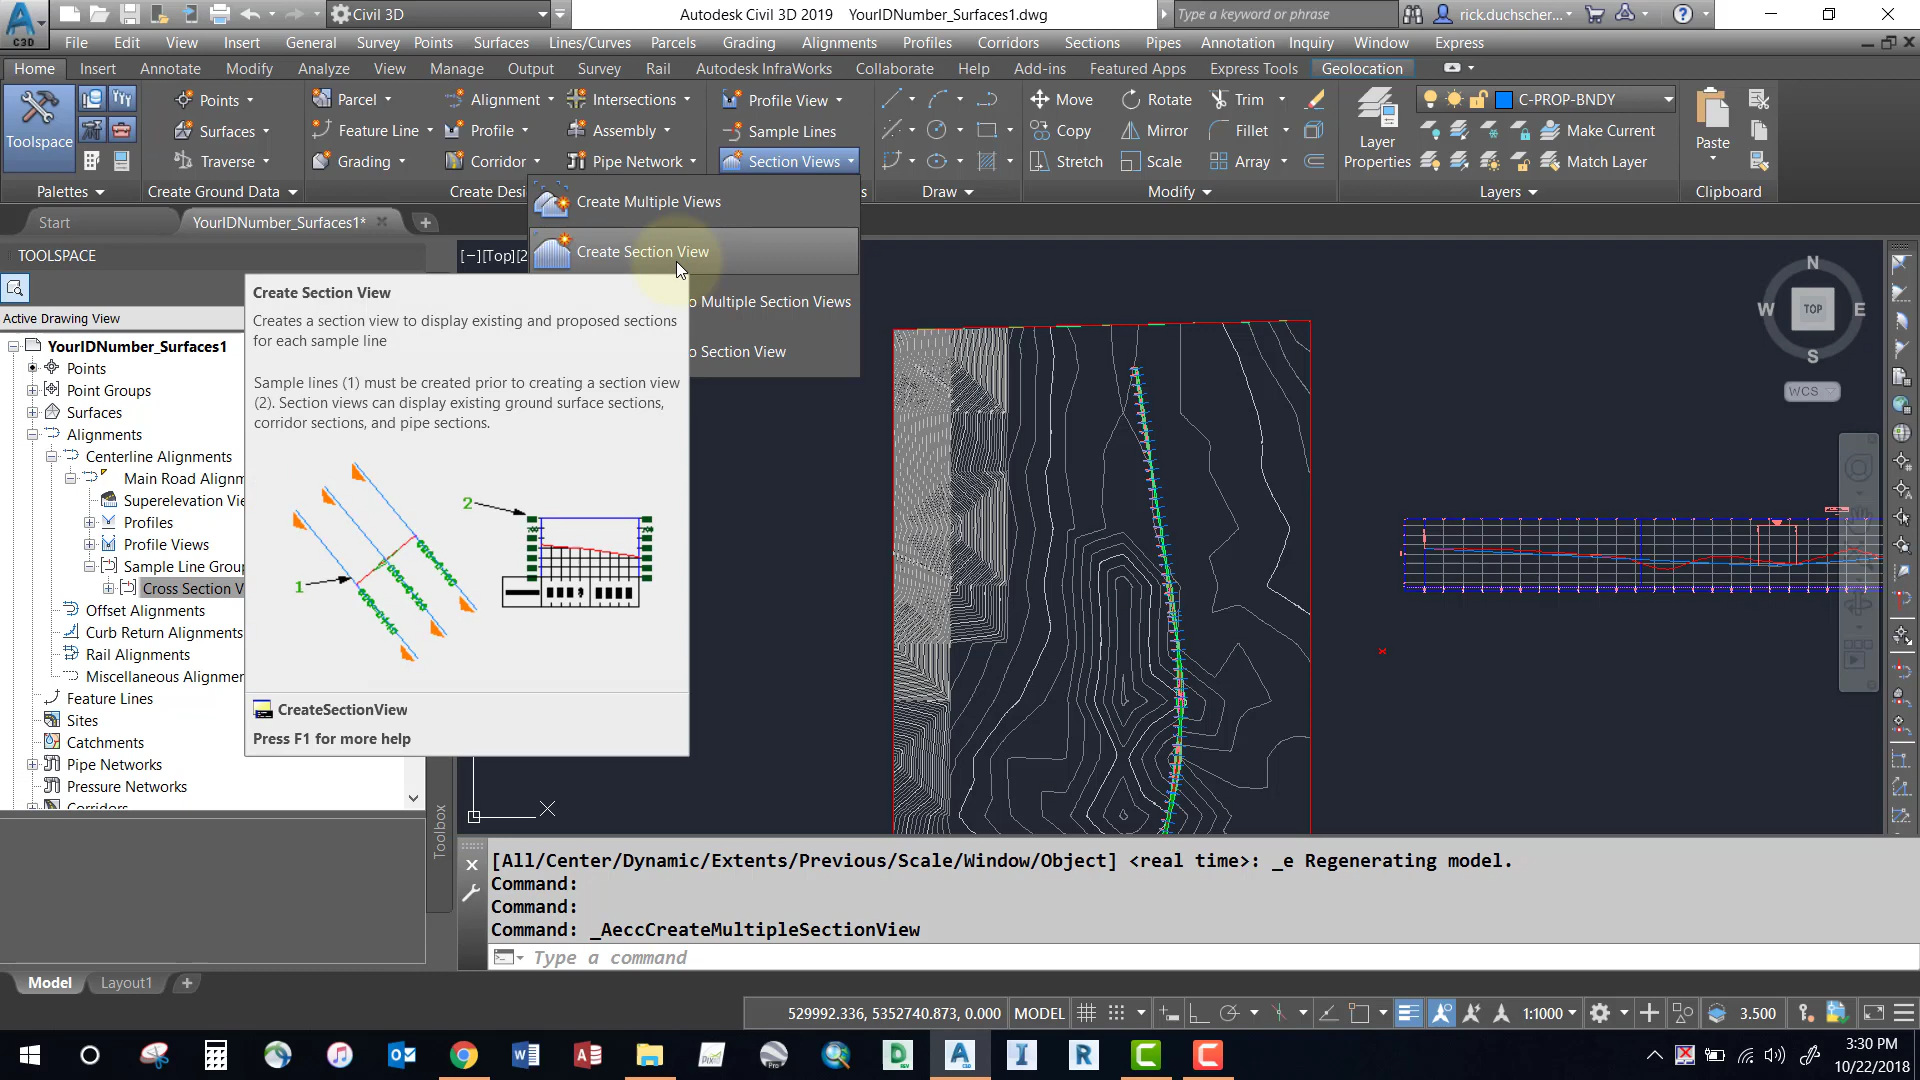 Civil 3D
Autodesk Civil 3D 2019 YourIDNumber_Surfaces1.dwg
Type a keyword or phrase
rick.duchscher...
C3D
File Edit View Insert General Survey Points Surfaces Lines/Curves Parcels Grading Alignments Profiles Corridors Sections Pipes Annotation Inquiry Window Express
Home Insert Annotate Modify Analyze View Manage Output Survey Rail Autodesk InfraWorks Collaborate Help Add-ins Featured Apps Express Tools Geolocation
Points Parcel Alignment Intersections Profile View Move Rotate Trim C-PROP-BNDY
Toolspace Surfaces Feature Line Profile Assembly Sample Lines Copy Mirror Fillet Layer Properties Make Current Paste
Traverse Grading Corridor Pipe Network Section Views Stretch Scale Array Match Layer
Palettes Create Ground Data Create Desi Draw Modify Layers Clipboard
Start YourIDNumber_Surfaces1*
Create Multiple Views
Create Section View
o Multiple Section Views
o Section View
TOOLSPACE
[−][Top][2
Active Drawing View
YourIDNumber_Surfaces1
Points
Point Groups
Surfaces
Alignments
Centerline Alignments
Main Road Alignm
Superelevation Vie
Profiles
Profile Views
Sample Line Group
Cross Section V
Offset Alignments
Curb Return Alignments
Rail Alignments
Miscellaneous Alignmer
Feature Lines
Sites
Catchments
Pipe Networks
Pressure Networks
Corridors
Toolbox
Create Section View
Creates a section view to display existing and proposed sections
for each sample line
Sample lines (1) must be created prior to creating a section view
(2). Section views can display existing ground surface sections,
corridor sections, and pipe sections.
2
1
CreateSectionView
Press F1 for more help
N
W TOP E
S
WCS
[All/Center/Dynamic/Extents/Previous/Scale/Window/Object] <real time>: _e Regenerating model.
Command:
Command:
Command: _AeccCreateMultipleSectionView
Type a command
Model Layout1
529992.336, 5352740.873, 0.000 MODEL 1:1000 3.500
3:30 PM
10/22/2018